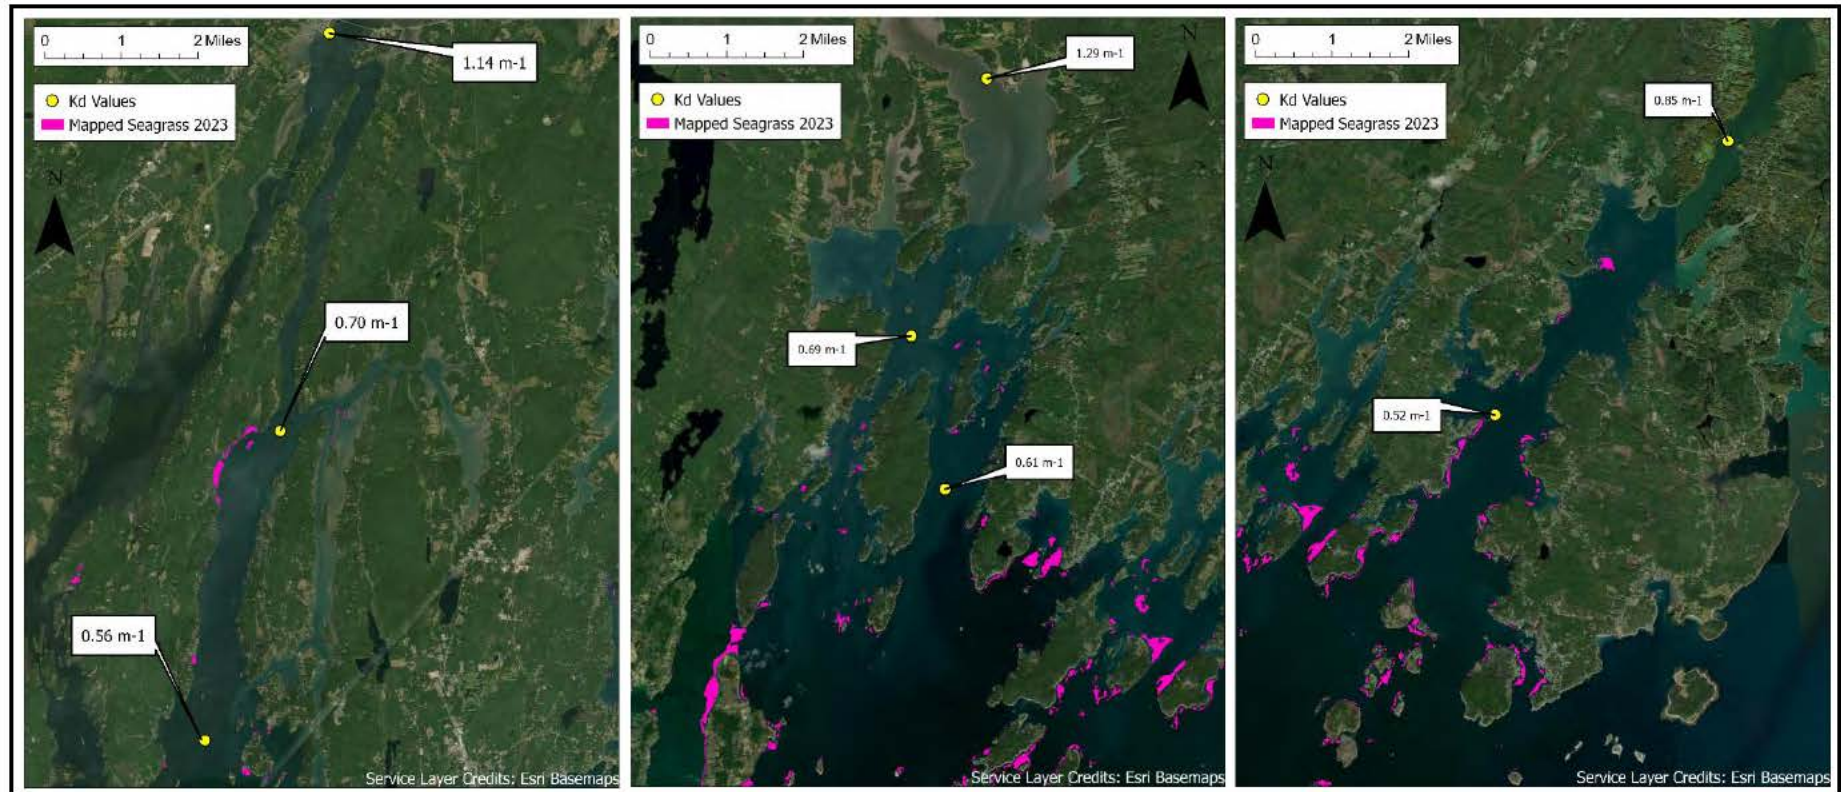 0 1 2 Miles
Kd Values
Mapped Seagrass 2023
N
1.14 m-1
0.70 m-1
0.56 m-1
Service Layer Credits: Esri Basemaps
0 1 2 Miles
Kd Values
Mapped Seagrass 2023
N
1.29 m-1
0.69 m-1
0.61 m-1
Service Layer Credits: Esri Basemaps
0 1 2 Miles
Kd Values
Mapped Seagrass 2023
N
0.85 m-1
0.52 m-1
Service Layer Credits: Esri Basemaps